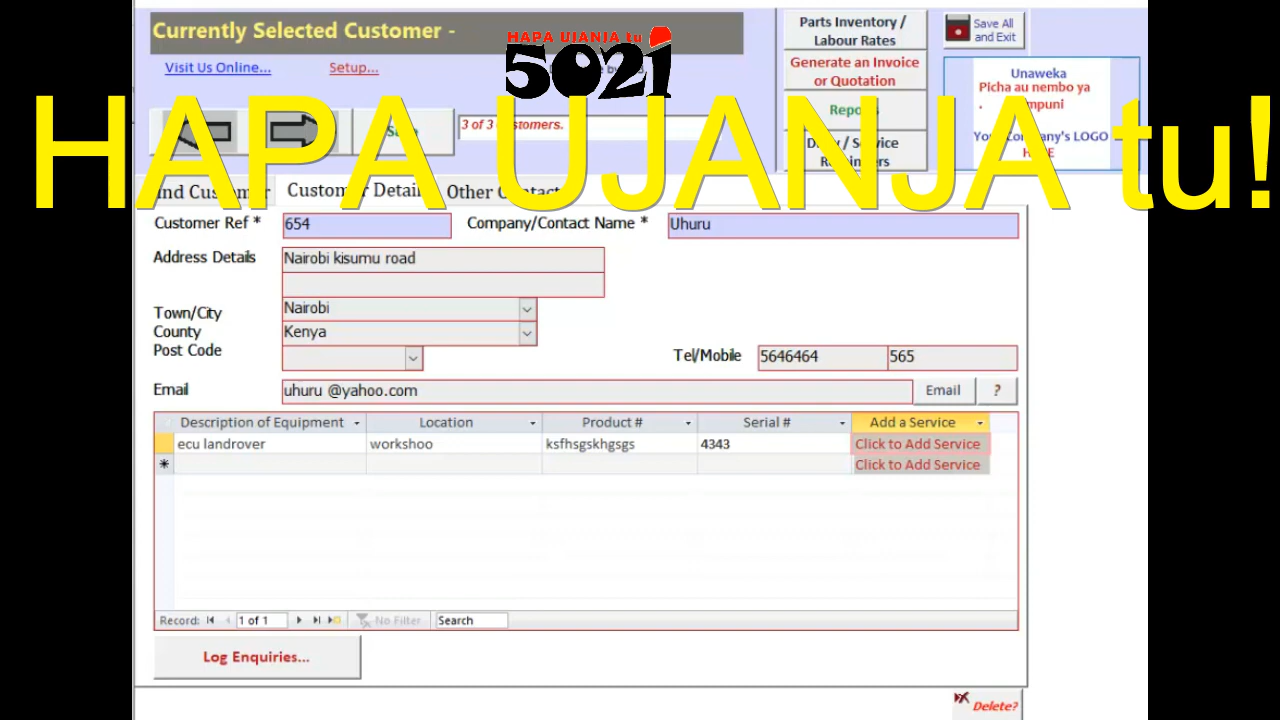 Currently Selected Customer -
HAPA UJANJA tu
5021
Visit Us Online...
Setup...
Parts Inventory /
Labour Rates
Generate an Invoice
or Quotation
Save All
and Exit
Unaweka
Picha au nembo ya
LOGO
HAPA UJANJA tu!
3 of 3
Customer Details
Customer Ref *
654
Company/Contact Name *
Uhuru
Address Details
Nairobi kisumu road
Town/City
Nairobi
County
Kenya
Post Code
Tel/Mobile
5646464
565
Email
uhuru @yahoo.com
Email
?
Description of Equipment
Location
Product #
Serial #
Add a Service
ecu landrover
workshoo
ksfhsgskhgsgs
4343
Click to Add Service
Click to Add Service
Record:
1 of 1
No Filter
Search
Log Enquiries...
Delete?